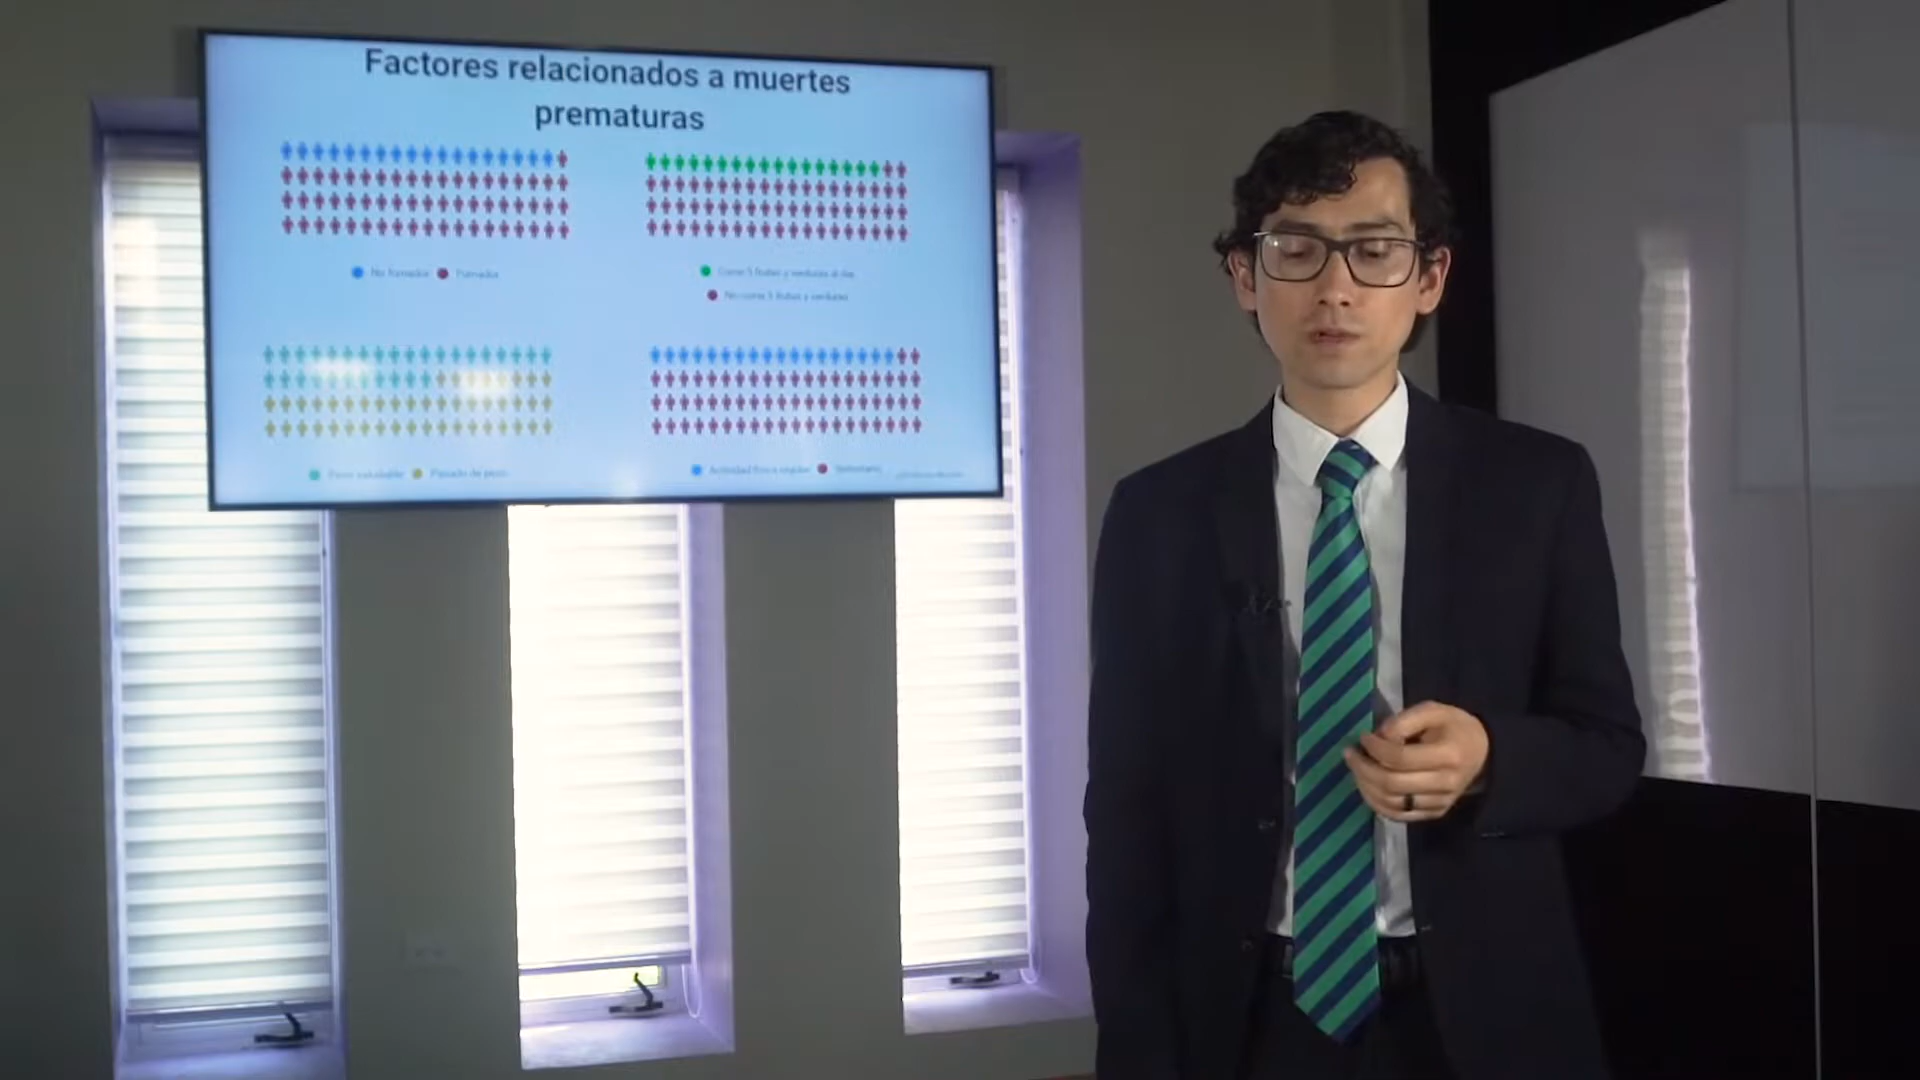 Factores relacionados a muertes
prematuras
No fumador Fumador
Come 5 frutas y verduras al día
No come 5 frutas y verduras
Peso saludable Pasado de peso
Actividad física regular Sedentario